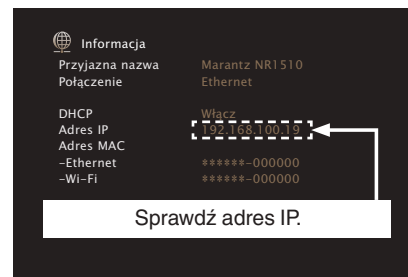 Informacja
Przyjazna nazwa Marantz NR1510
Połączenie Ethernet
DHCP Włącz
Adres IP 192.168.100.19
Adres MAC
-Ethernet ******-000000
-Wi-Fi ******-000000
Sprawdź adres IP.